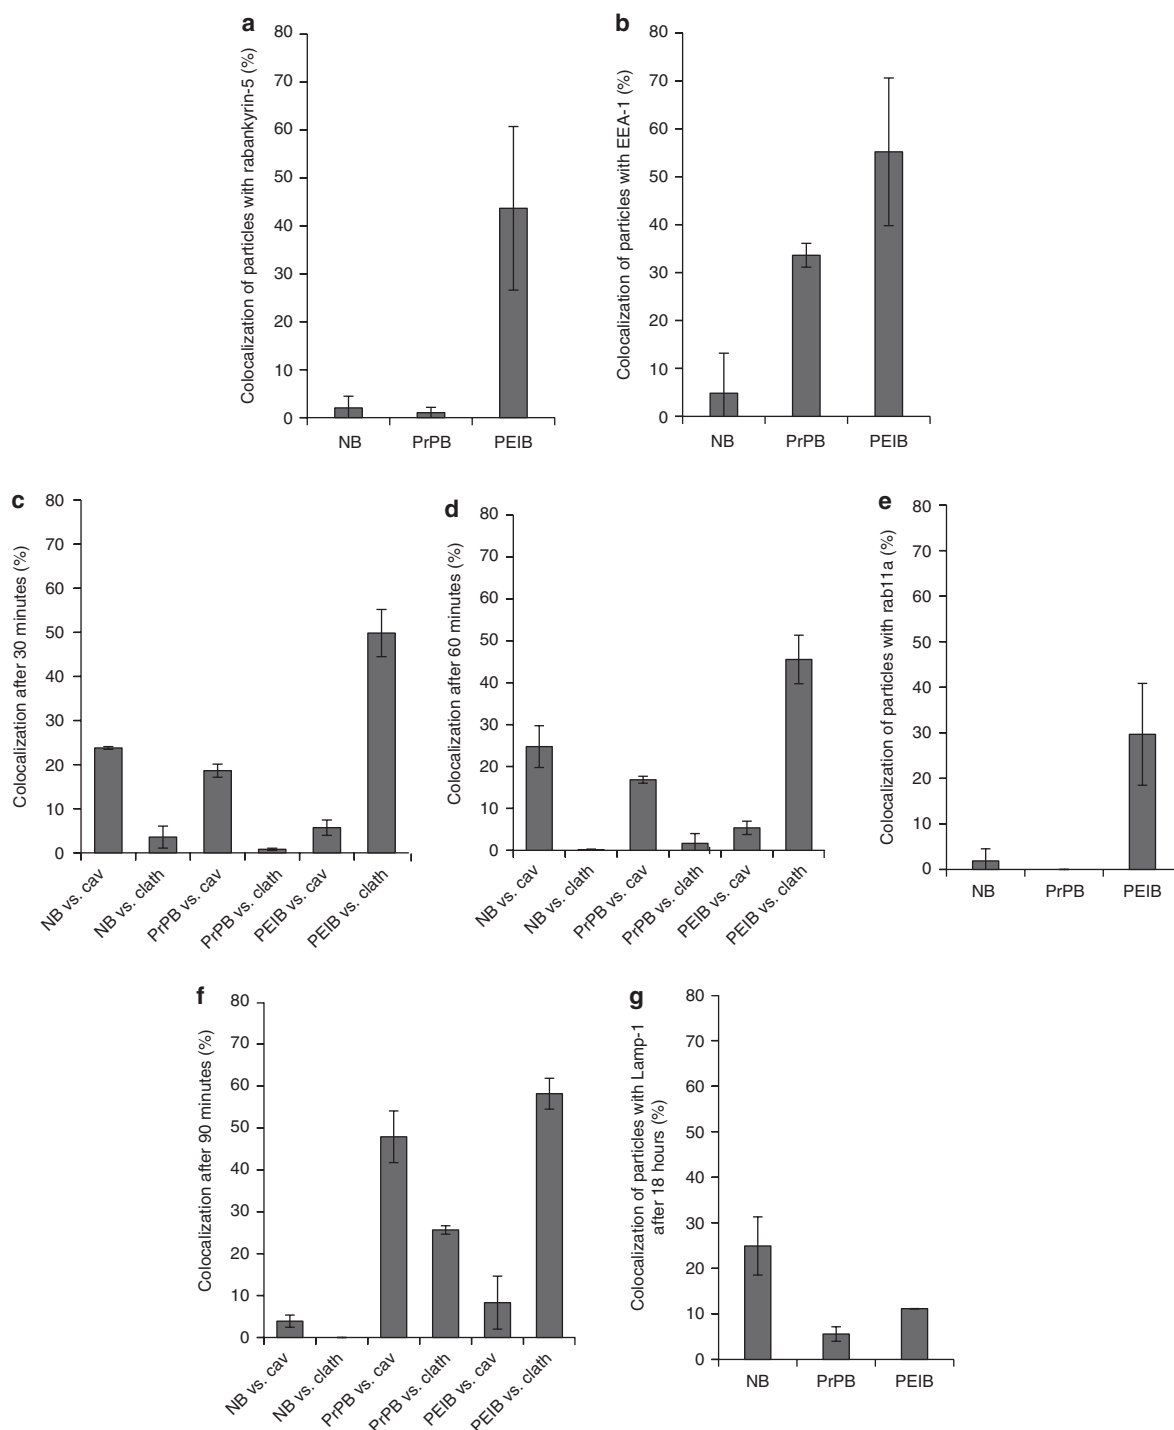 a
Colocalization of particles with rabankyrin-5 (%)
80
70
60
50
40
30
20
10
0
NB PrPB PEIB
b
Colocalization of particles with EEA-1 (%)
80
70
60
50
40
30
20
10
0
NB PrPB PEIB
c
Colocalization after 30 minutes (%)
80
70
60
50
40
30
20
10
0
NB vs. cav
NB vs. clath
PrPB vs. cav
PrPB vs. clath
PEIB vs. cav
PEIB vs. clath
d
Colocalization after 60 minutes (%)
80
70
60
50
40
30
20
10
0
NB vs. cav
NB vs. clath
PrPB vs. cav
PrPB vs. clath
PEIB vs. cav
PEIB vs. clath
e
Colocalization of particles with rab11a (%)
80
70
60
50
40
30
20
10
0
NB PrPB PEIB
f
Colocalization after 90 minutes (%)
80
70
60
50
40
30
20
10
0
NB vs. cav
NB vs. clath
PrPB vs. cav
PrPB vs. clath
PEIB vs. cav
PEIB vs. clath
g
Colocalization of particles with Lamp-1
after 18 hours (%)
80
70
60
50
40
30
20
10
0
NB PrPB PEIB